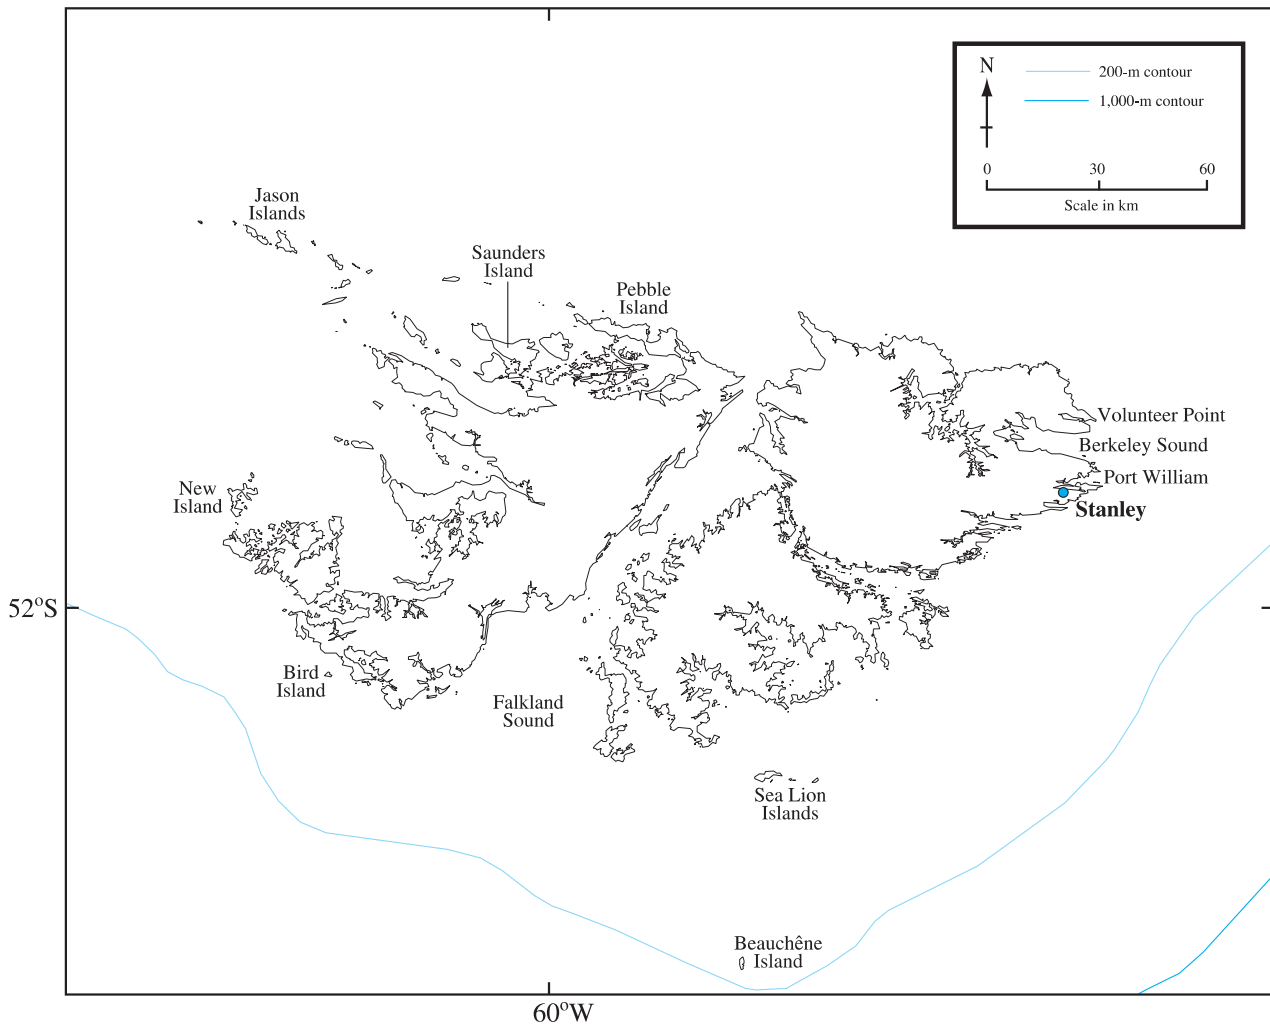 N
200-m contour
1,000-m contour
0 30 60
Scale in km
Jason
Islands
Saunders
Island
Pebble
Island
Volunteer Point
Berkeley Sound
Port William
Stanley
New
Island
52°S
Bird
Island
Falkland
Sound
Sea Lion
Islands
Beauchêne
Island
60°W